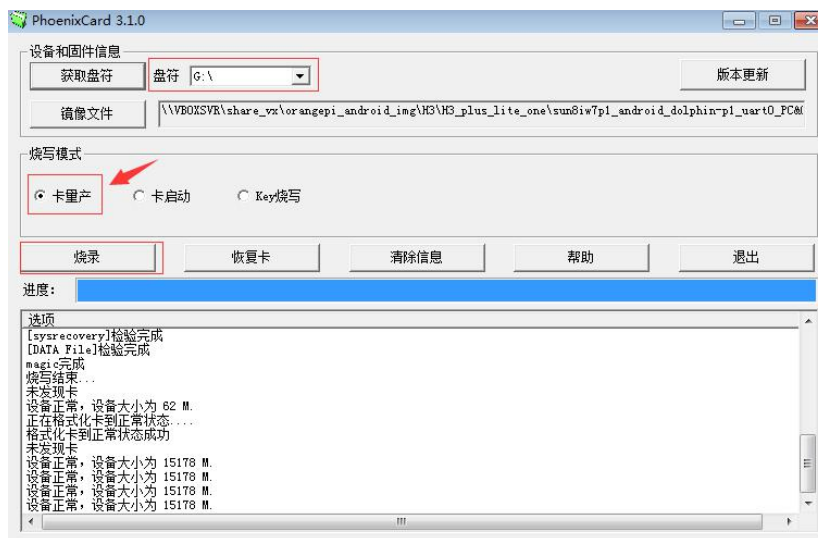 PhoenixCard 3.1.0
设备和固件信息
获取盘符 盘符 G:\ 版本更新
镜像文件 \\VBOXSVR\share_vx\orangepi_android_img\H3\H3_plus_lite_one\sun8iw7p1_android_dolphin-p1_uart0_PC
烧写模式
卡量产 卡启动 Key烧写
烧录 恢复卡 清除信息 帮助 退出
进度:
选项
[sysrecovery]检验完成
[DATA File]检验完成
magic完成
烧写结束...
未发现卡
设备正常，设备大小为 62 M.
正在格式化卡到正常状态....
格式化卡到正常状态成功
未发现卡
设备正常，设备大小为 15178 M.
设备正常，设备大小为 15178 M.
设备正常，设备大小为 15178 M.
设备正常，设备大小为 15178 M.